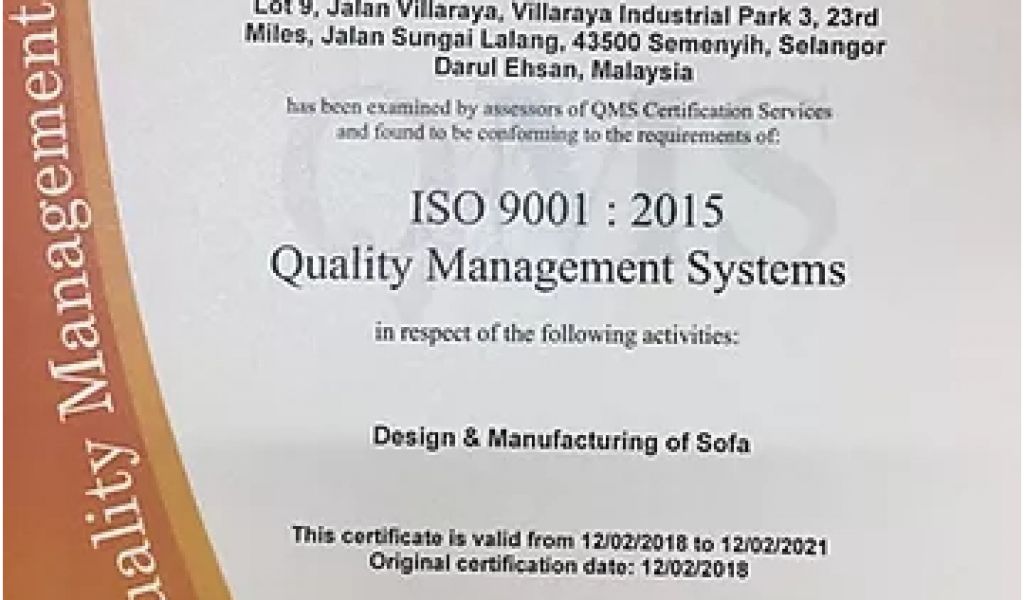 Lot 9, Jalan Villaraya, Villaraya Industrial Park 3, 23rd
Miles, Jalan Sungai Lalang, 43500 Semenyih, Selangor
Darul Ehsan, Malaysia
has been examined by assessors of QMS Certification Services
and found to be conforming to the requirements of:
QMS
ISO 9001 : 2015
Quality Management Systems
in respect of the following activities:
Design & Manufacturing of Sofa
This certificate is valid from 12/02/2018 to 12/02/2021
Original certification date: 12/02/2018
uality Management